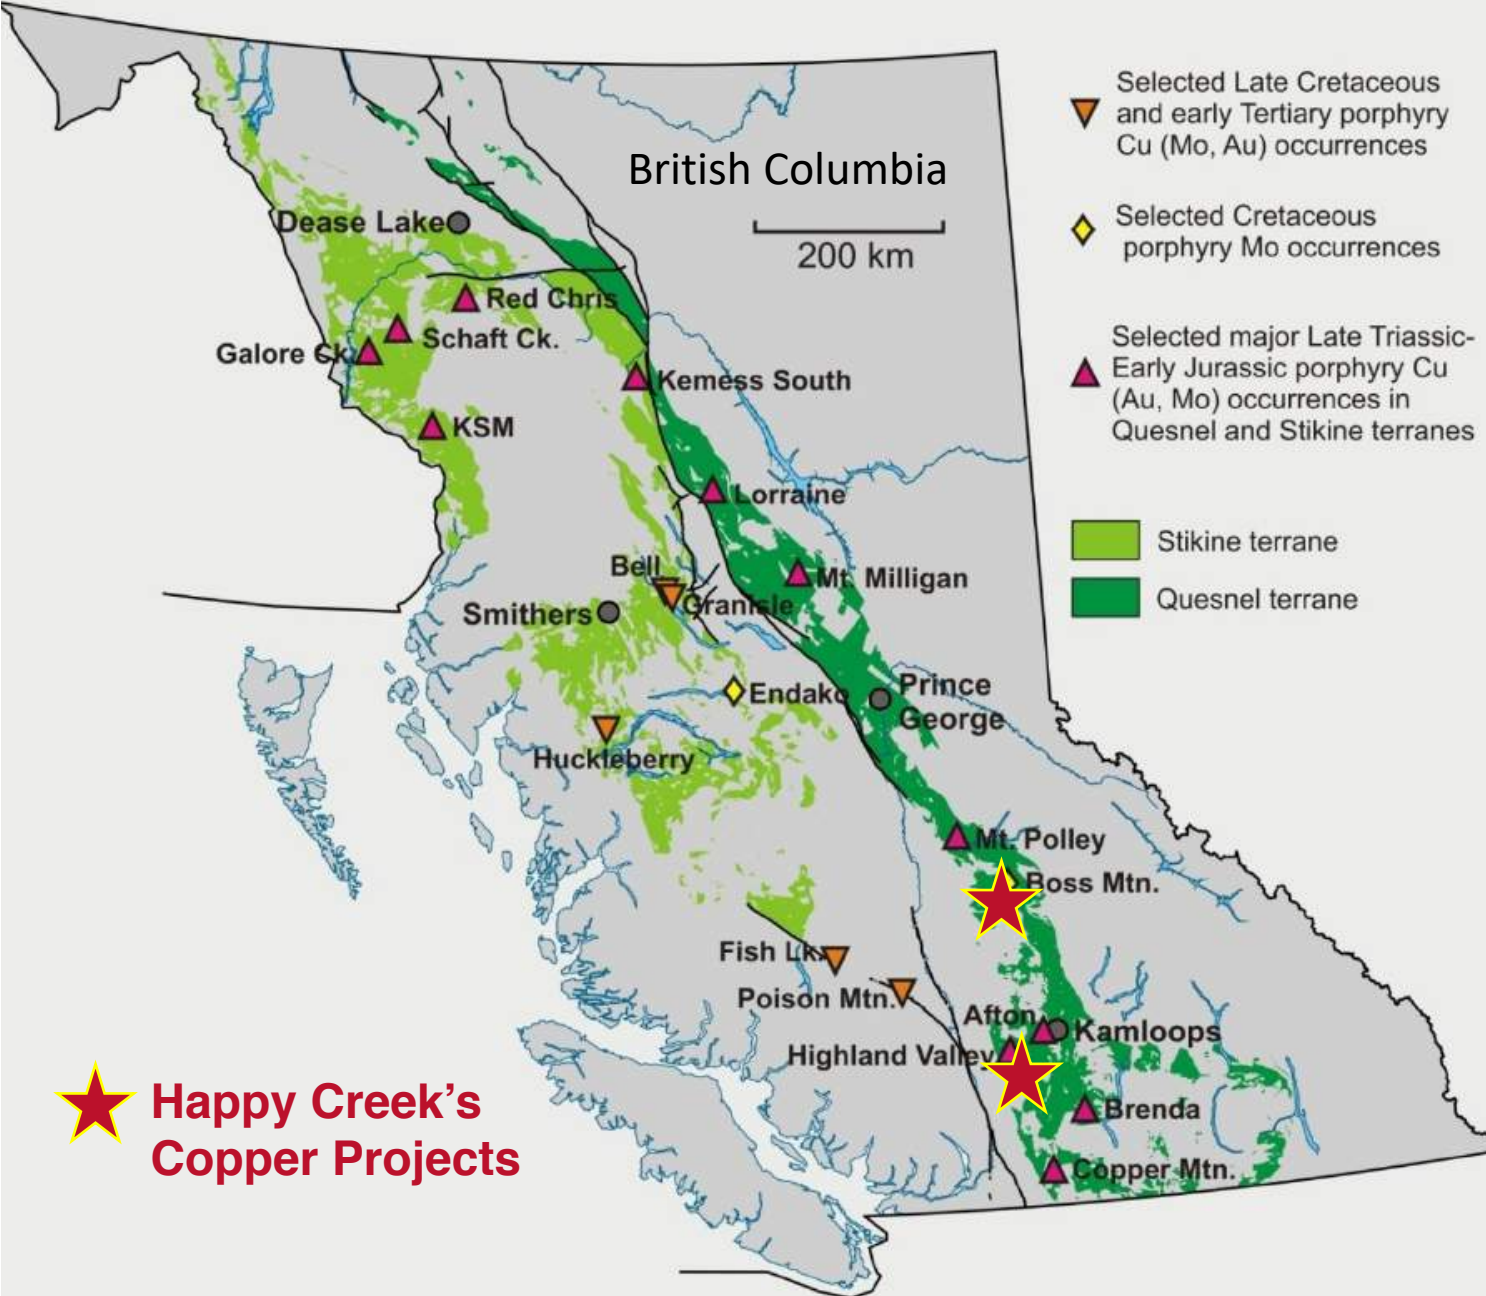 British Columbia
200 km
Selected Late Cretaceous
and early Tertiary porphyry
Cu (Mo, Au) occurrences
Selected Cretaceous
porphyry Mo occurrences
Selected major Late Triassic-
Early Jurassic porphyry Cu
(Au, Mo) occurrences in
Quesnel and Stikine terranes
Stikine terrane
Quesnel terrane
Dease Lake
Red Chris
Schaft Ck.
Galore Ck.
Kemess South
KSM
Lorraine
Bell
Mt. Milligan
Granisle
Smithers
Endako
Prince
George
Huckleberry
Mt. Polley
Boss Mtn.
Fish Lk.
Poison Mtn.
Afton
Kamloops
Highland Valley
Brenda
Copper Mtn.
Happy Creek’s
Copper Projects